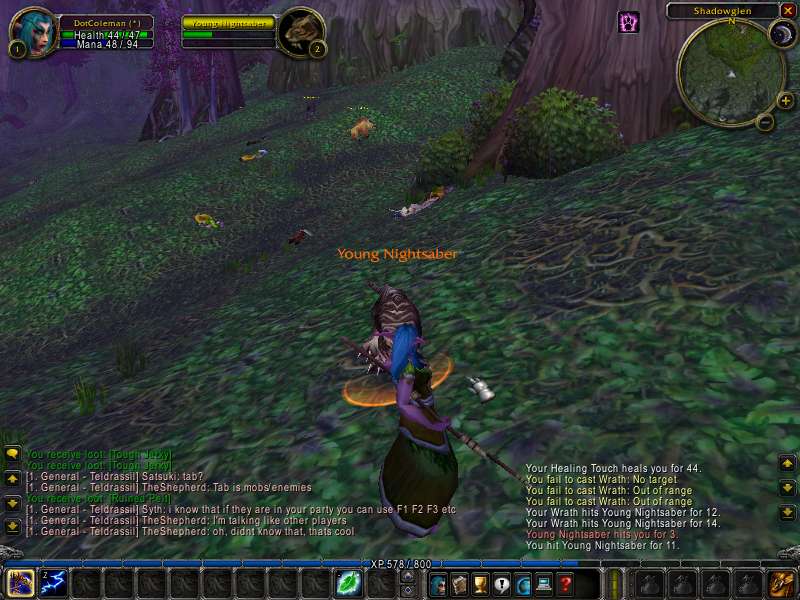 DotColeman (*)
Health 44 / 47
Mana 48 / 94
1
Young Nightsaber
2
Shadowglen
N
Young Nightsaber
You receive loot: [Tough Jerky]
You receive loot: [Tough Jerky]
[1. General - Teldrassil] Satsuki: tab?
[1. General - Teldrassil] TheShepherd: Tab is mobs/enemies
You receive loot: [Ruined Pelt]
[1. General - Teldrassil] Syth: i know that if they are in your party you can use F1 F2 F3 etc
[1. General - Teldrassil] TheShepherd: I'm talking like other players
[1. General - Teldrassil] TheShepherd: oh, didnt know that, thats cool
Your Healing Touch heals you for 44.
You fail to cast Wrath: No target
You fail to cast Wrath: Out of range
You fail to cast Wrath: Out of range
Your Wrath hits Young Nightsaber for 12.
Your Wrath hits Young Nightsaber for 14.
Young Nightsaber hits you for 3.
You hit Young Nightsaber for 11.
XP 578 / 800
2